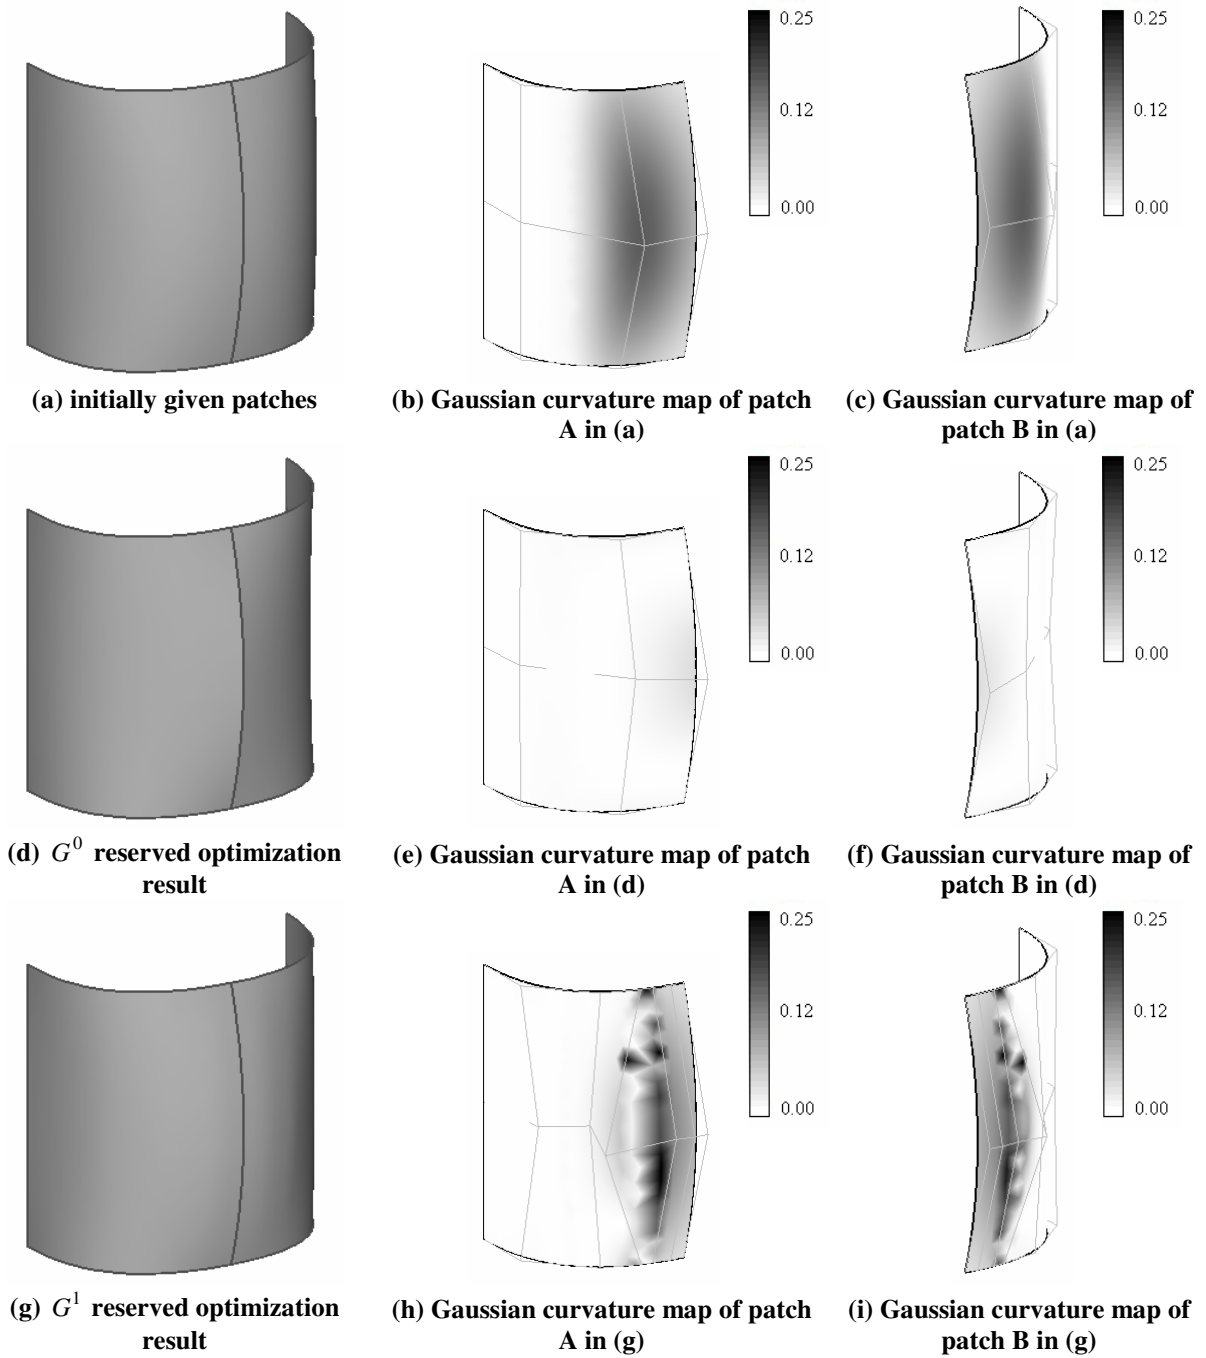 0.25
0.12
0.00
0.25
0.12
0.00
(a) initially given patches
(b) Gaussian curvature map of patch
A in (a)
(c) Gaussian curvature map of
patch B in (a)
0.25
0.12
0.00
0.25
0.12
0.00
(d) G^0 reserved optimization
result
(e) Gaussian curvature map of patch
A in (d)
(f) Gaussian curvature map of
patch B in (d)
0.25
0.12
0.00
0.25
0.12
0.00
(g) G^1 reserved optimization
result
(h) Gaussian curvature map of patch
A in (g)
(i) Gaussian curvature map of
patch B in (g)